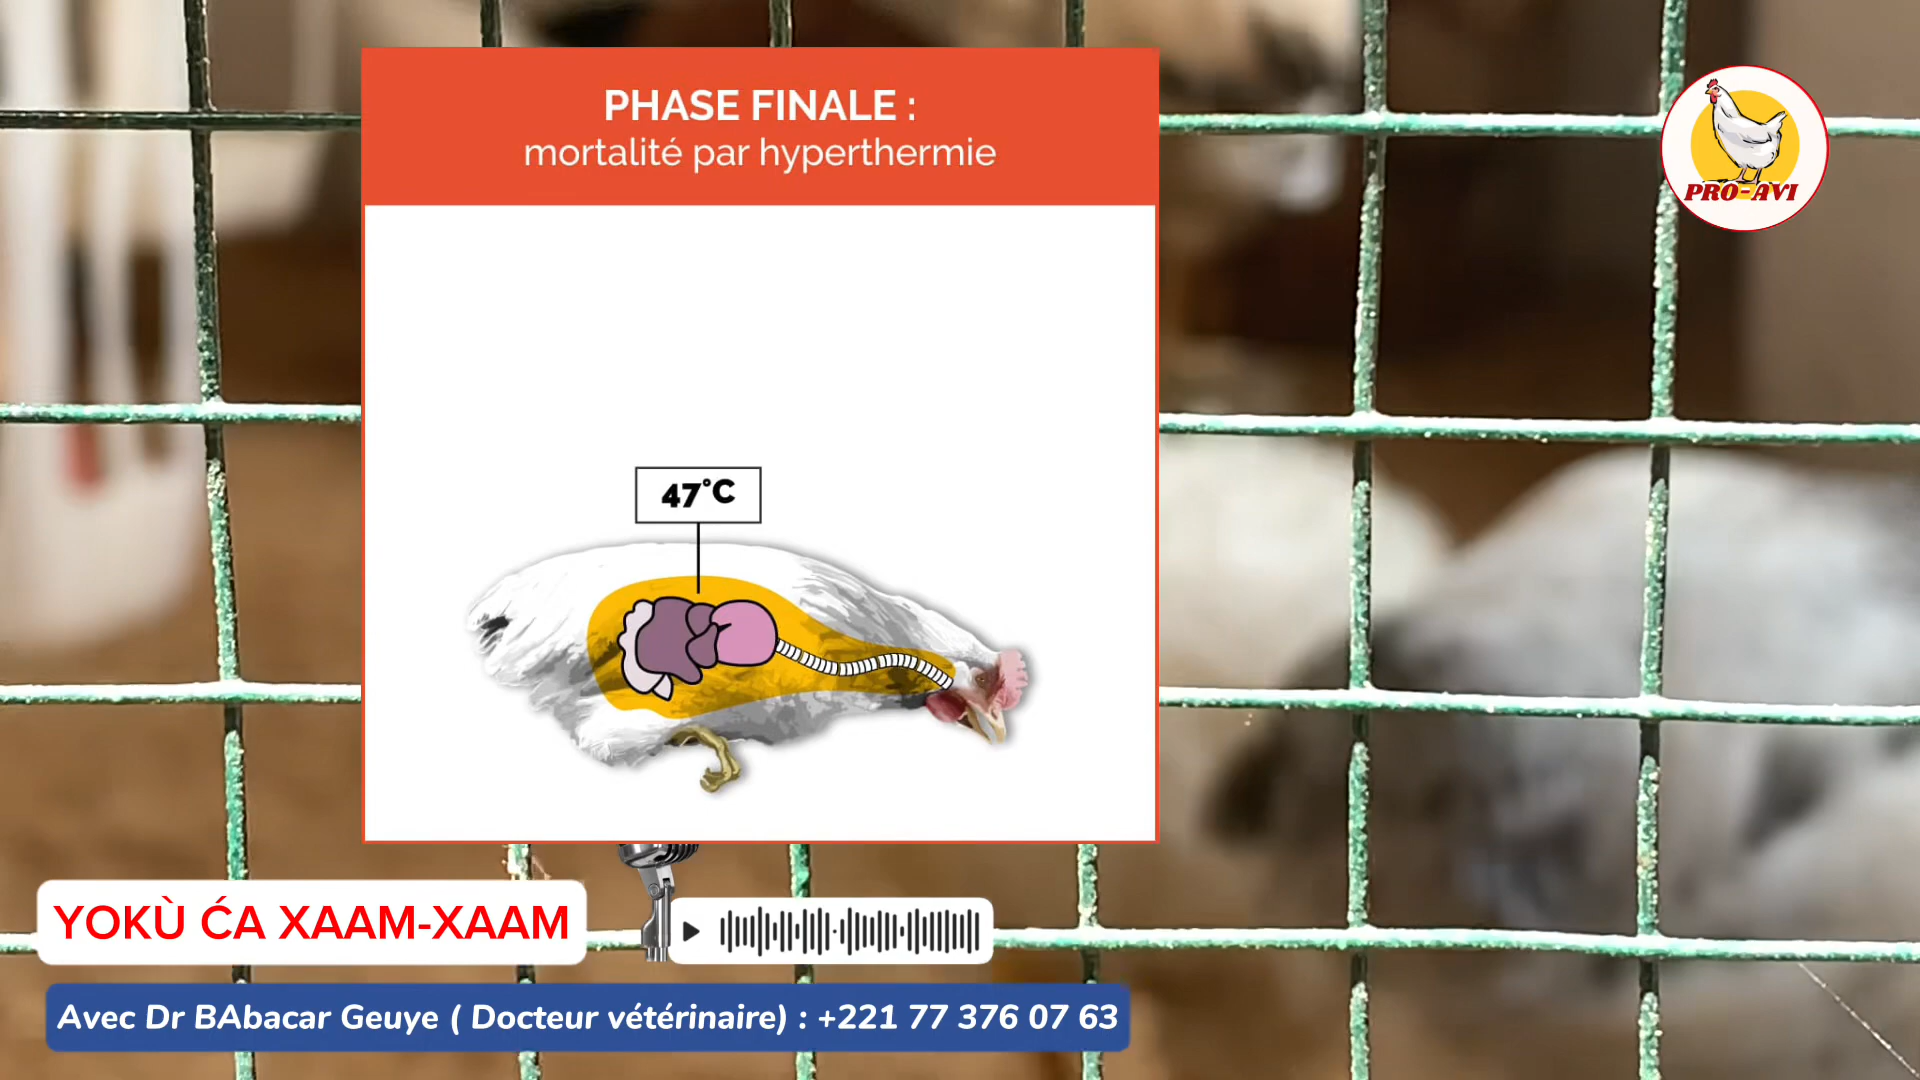 PHASE FINALE :
mortalité par hyperthermie
PRO-AVI
47°C
YOKÙ ĆA XAAM-XAAM
Avec Dr BAbacar Geuye ( Docteur vétérinaire) : +221 77 376 07 63